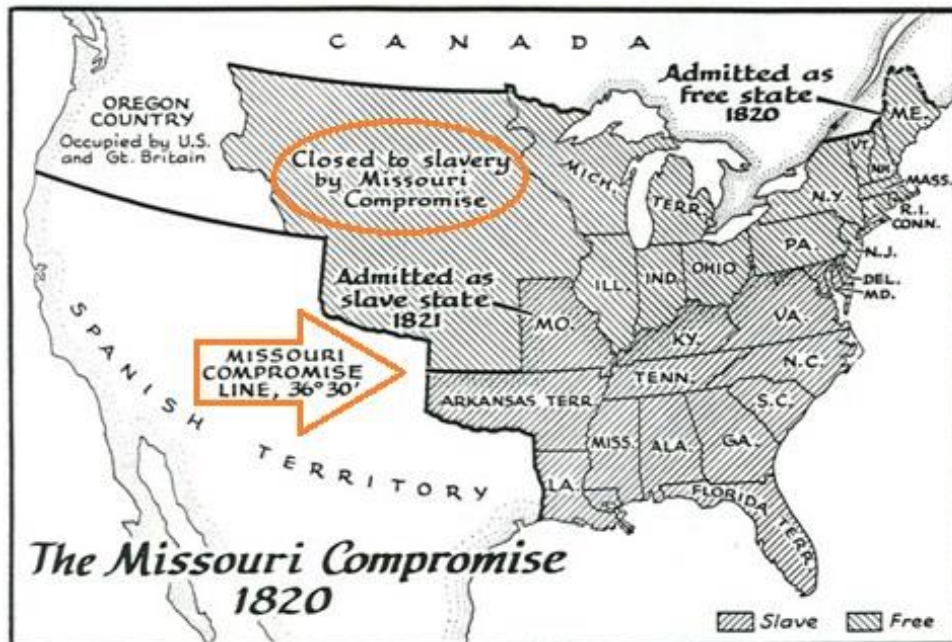 CANADA
OREGON
COUNTRY
Occupied by U.S.
and Gt. Britain
Admitted as
free state
1820
Closed to slavery
by Missouri
Compromise
ME.
VT.
NH.
MASS.
R.I.
CONN.
N.Y.
MICH.
TERR.
PA.
N.J.
DEL.
MD.
ILL.
IND.
OHIO
Admitted as
slave state
1821
MO.
KY.
VA.
N.C.
MISSOURI
COMPROMISE
LINE, 36°30'
TENN.
ARKANSAS TERR.
S.C.
MISS.
ALA.
GA.
LA.
FLORIDA TERR.
SPANISH TERRITORY
The Missouri Compromise
1820
Slave
Free